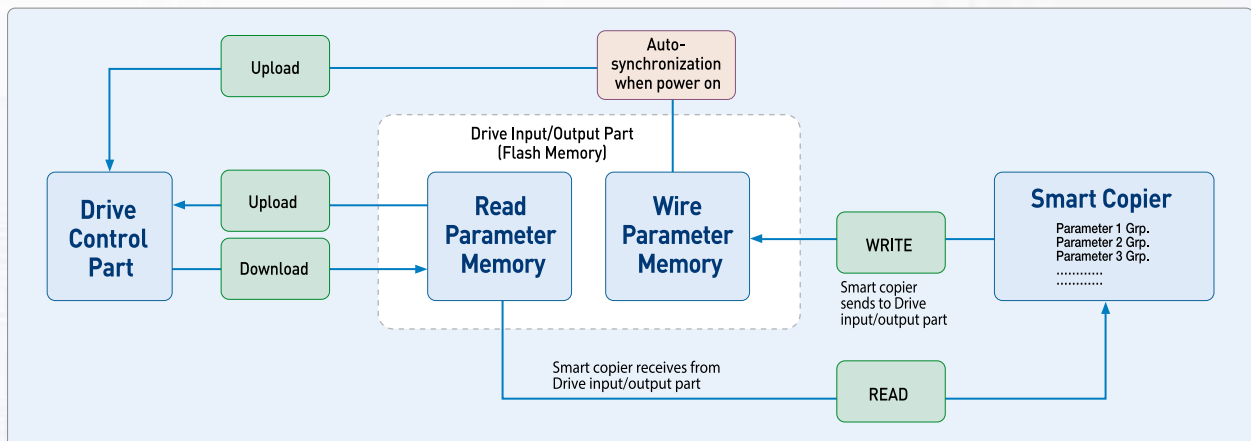 Upload
Auto-
synchronization
when power on
Drive Input/Output Part
(Flash Memory)
Drive
Control
Part
Upload
Download
Read
Parameter
Memory
Wire
Parameter
Memory
WRITE
Smart copier
sends to Drive
input/output part
Smart Copier
Parameter 1 Grp.
Parameter 2 Grp.
Parameter 3 Grp.
............
............
Smart copier receives from
Drive input/output part
READ